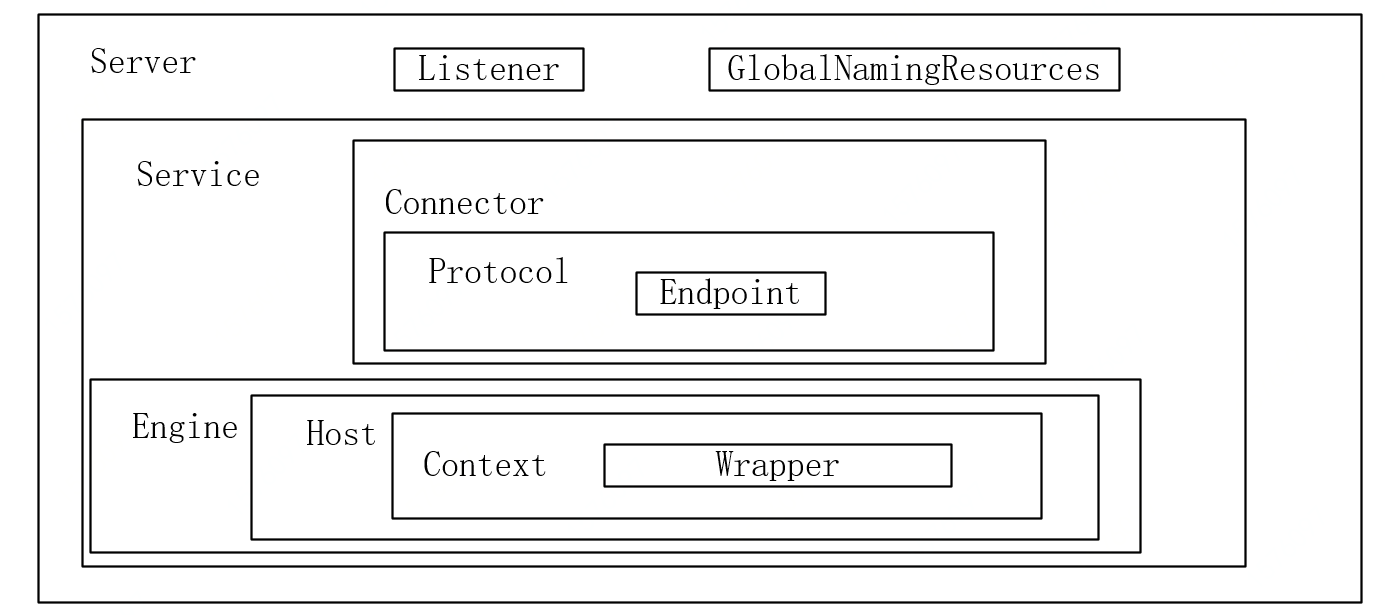 Server
Listener
GlobalNamingResources
Service
Connector
Protocol
Endpoint
Engine
Host
Context
Wrapper